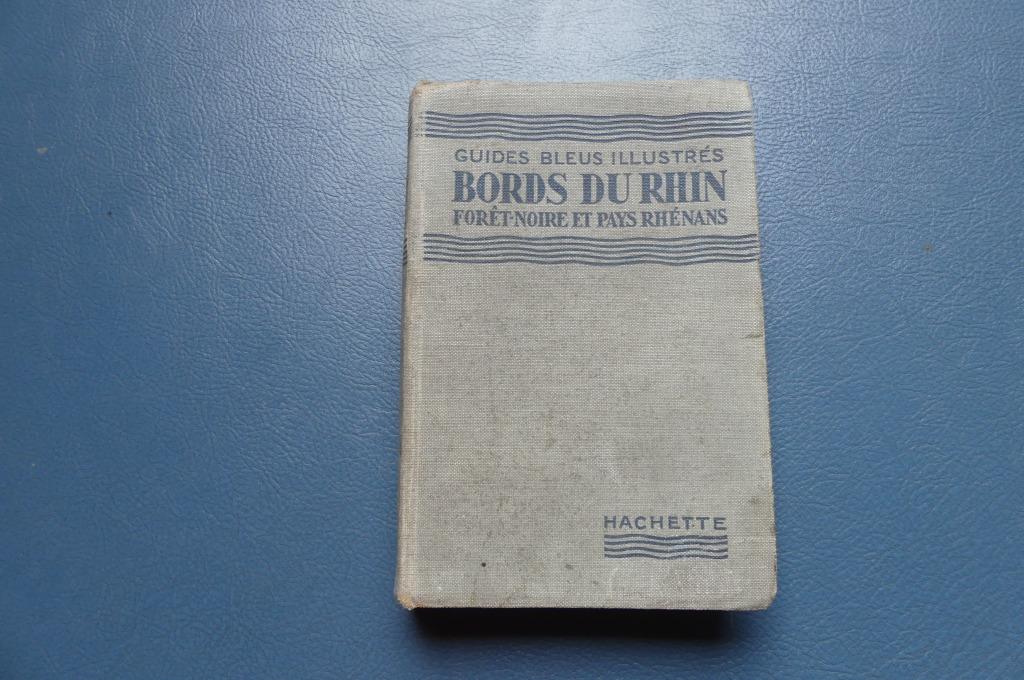 GUIDES BLEUS ILLUSTRÉS
BORDS DU RHIN
FORÊT-NOIRE ET PAYS RHÉNANS
HACHETTE